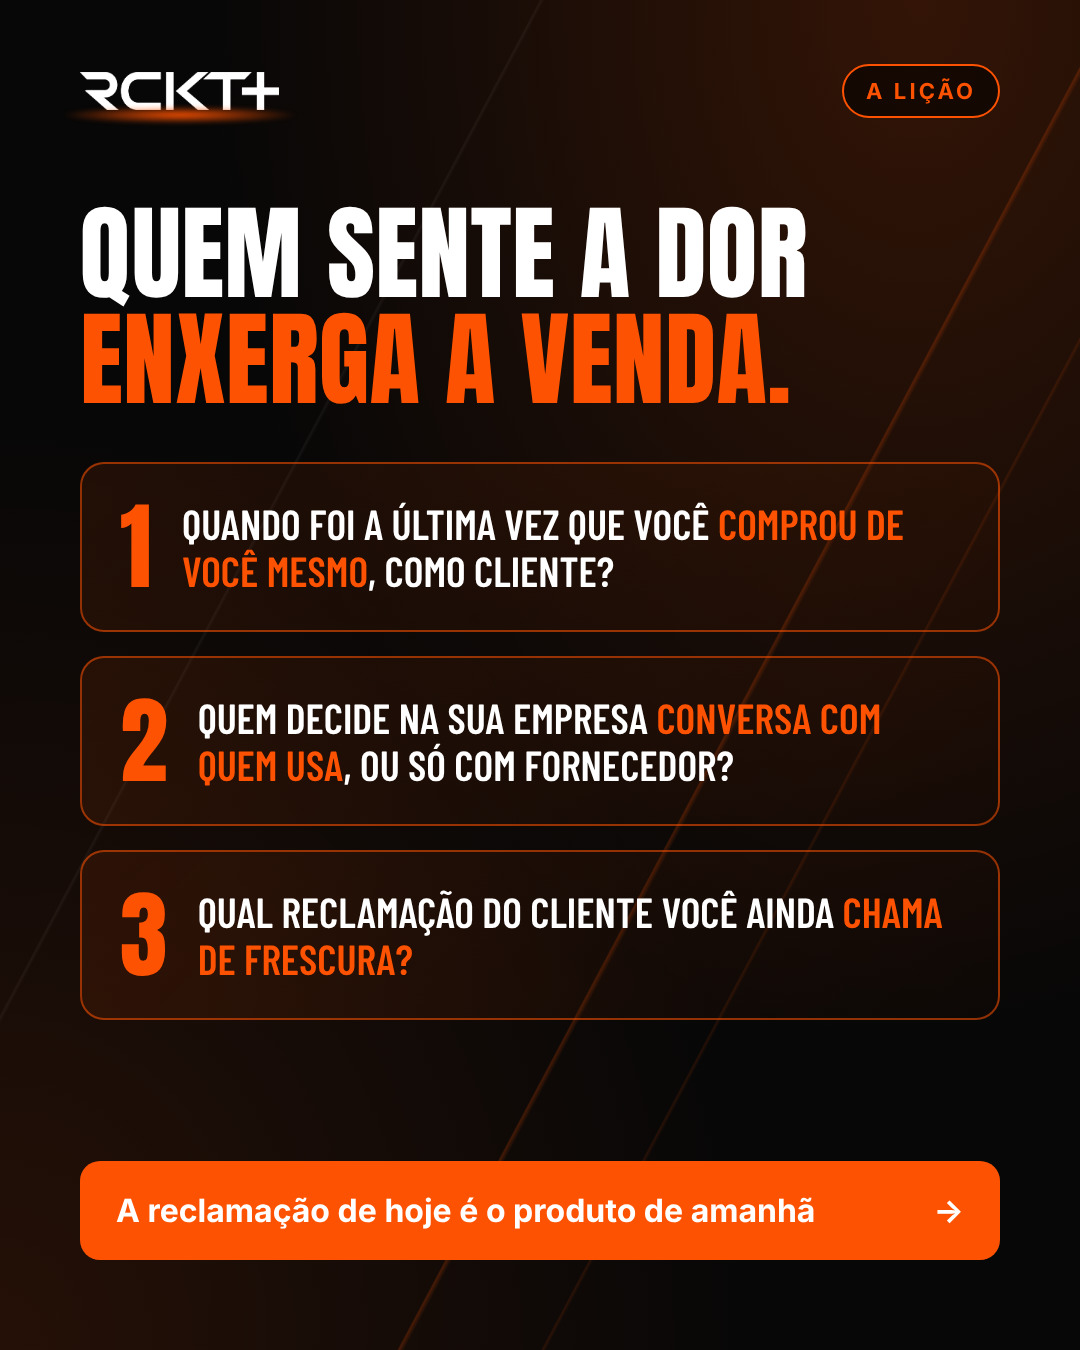 RCKT+
A LIÇÃO
QUEM SENTE A DOR
ENXERGA A VENDA.
1
QUANDO FOI A ÚLTIMA VEZ QUE VOCÊ COMPROU DE
VOCÊ MESMO, COMO CLIENTE?
2
QUEM DECIDE NA SUA EMPRESA CONVERSA COM
QUEM USA, OU SÓ COM FORNECEDOR?
3
QUAL RECLAMAÇÃO DO CLIENTE VOCÊ AINDA CHAMA
DE FRESCURA?
A reclamação de hoje é o produto de amanhã →